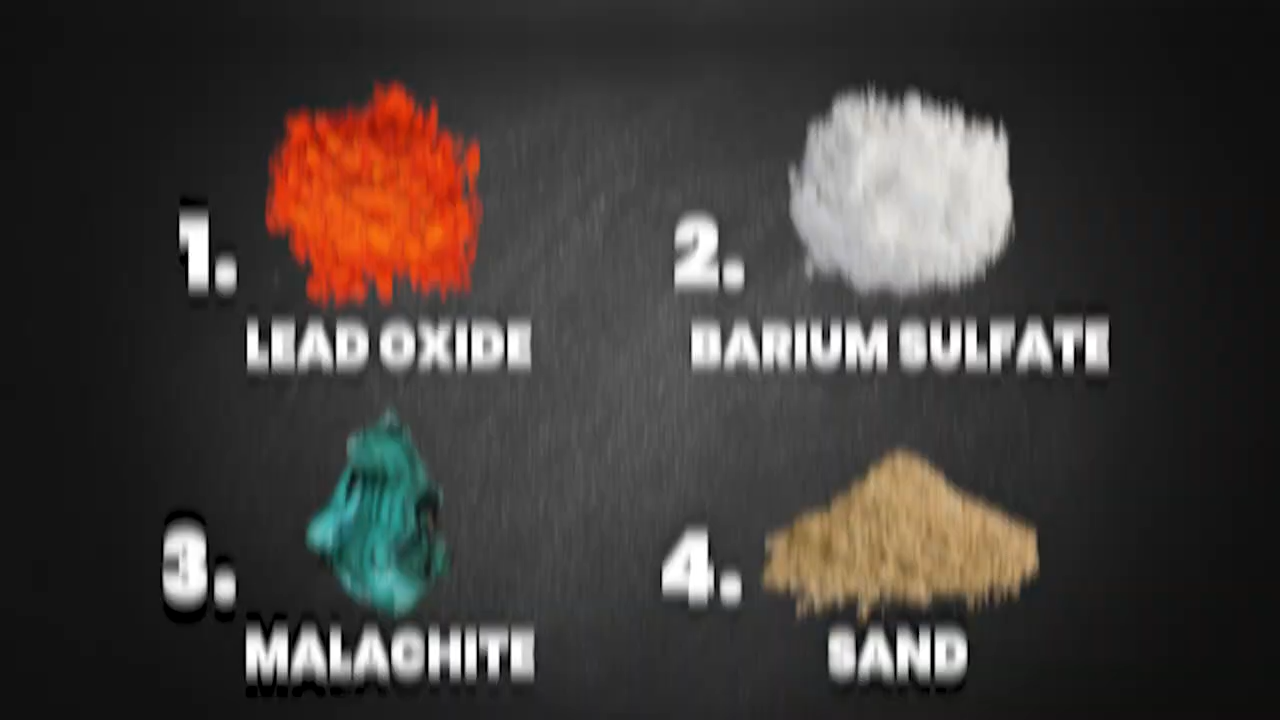 1.
LEAD OXIDE
2.
BARIUM SULFATE
3.
MALACHITE
4.
SAND